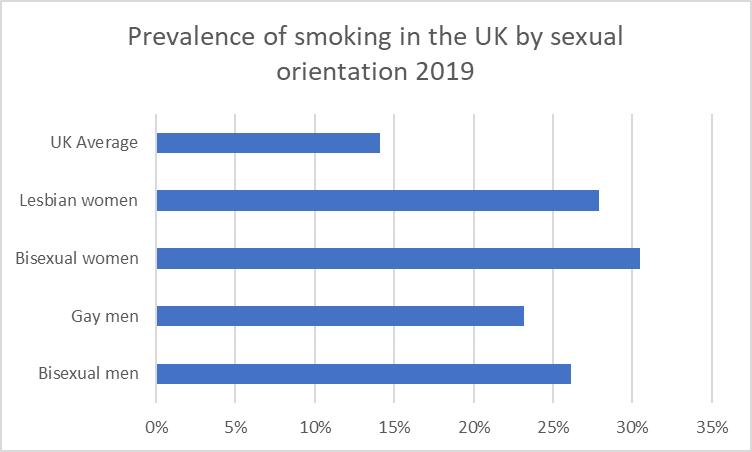 Prevalence of smoking in the UK by sexual
orientation 2019
UK Average
Lesbian women
Bisexual women
Gay men
Bisexual men
0% 5% 10% 15% 20% 25% 30% 35%